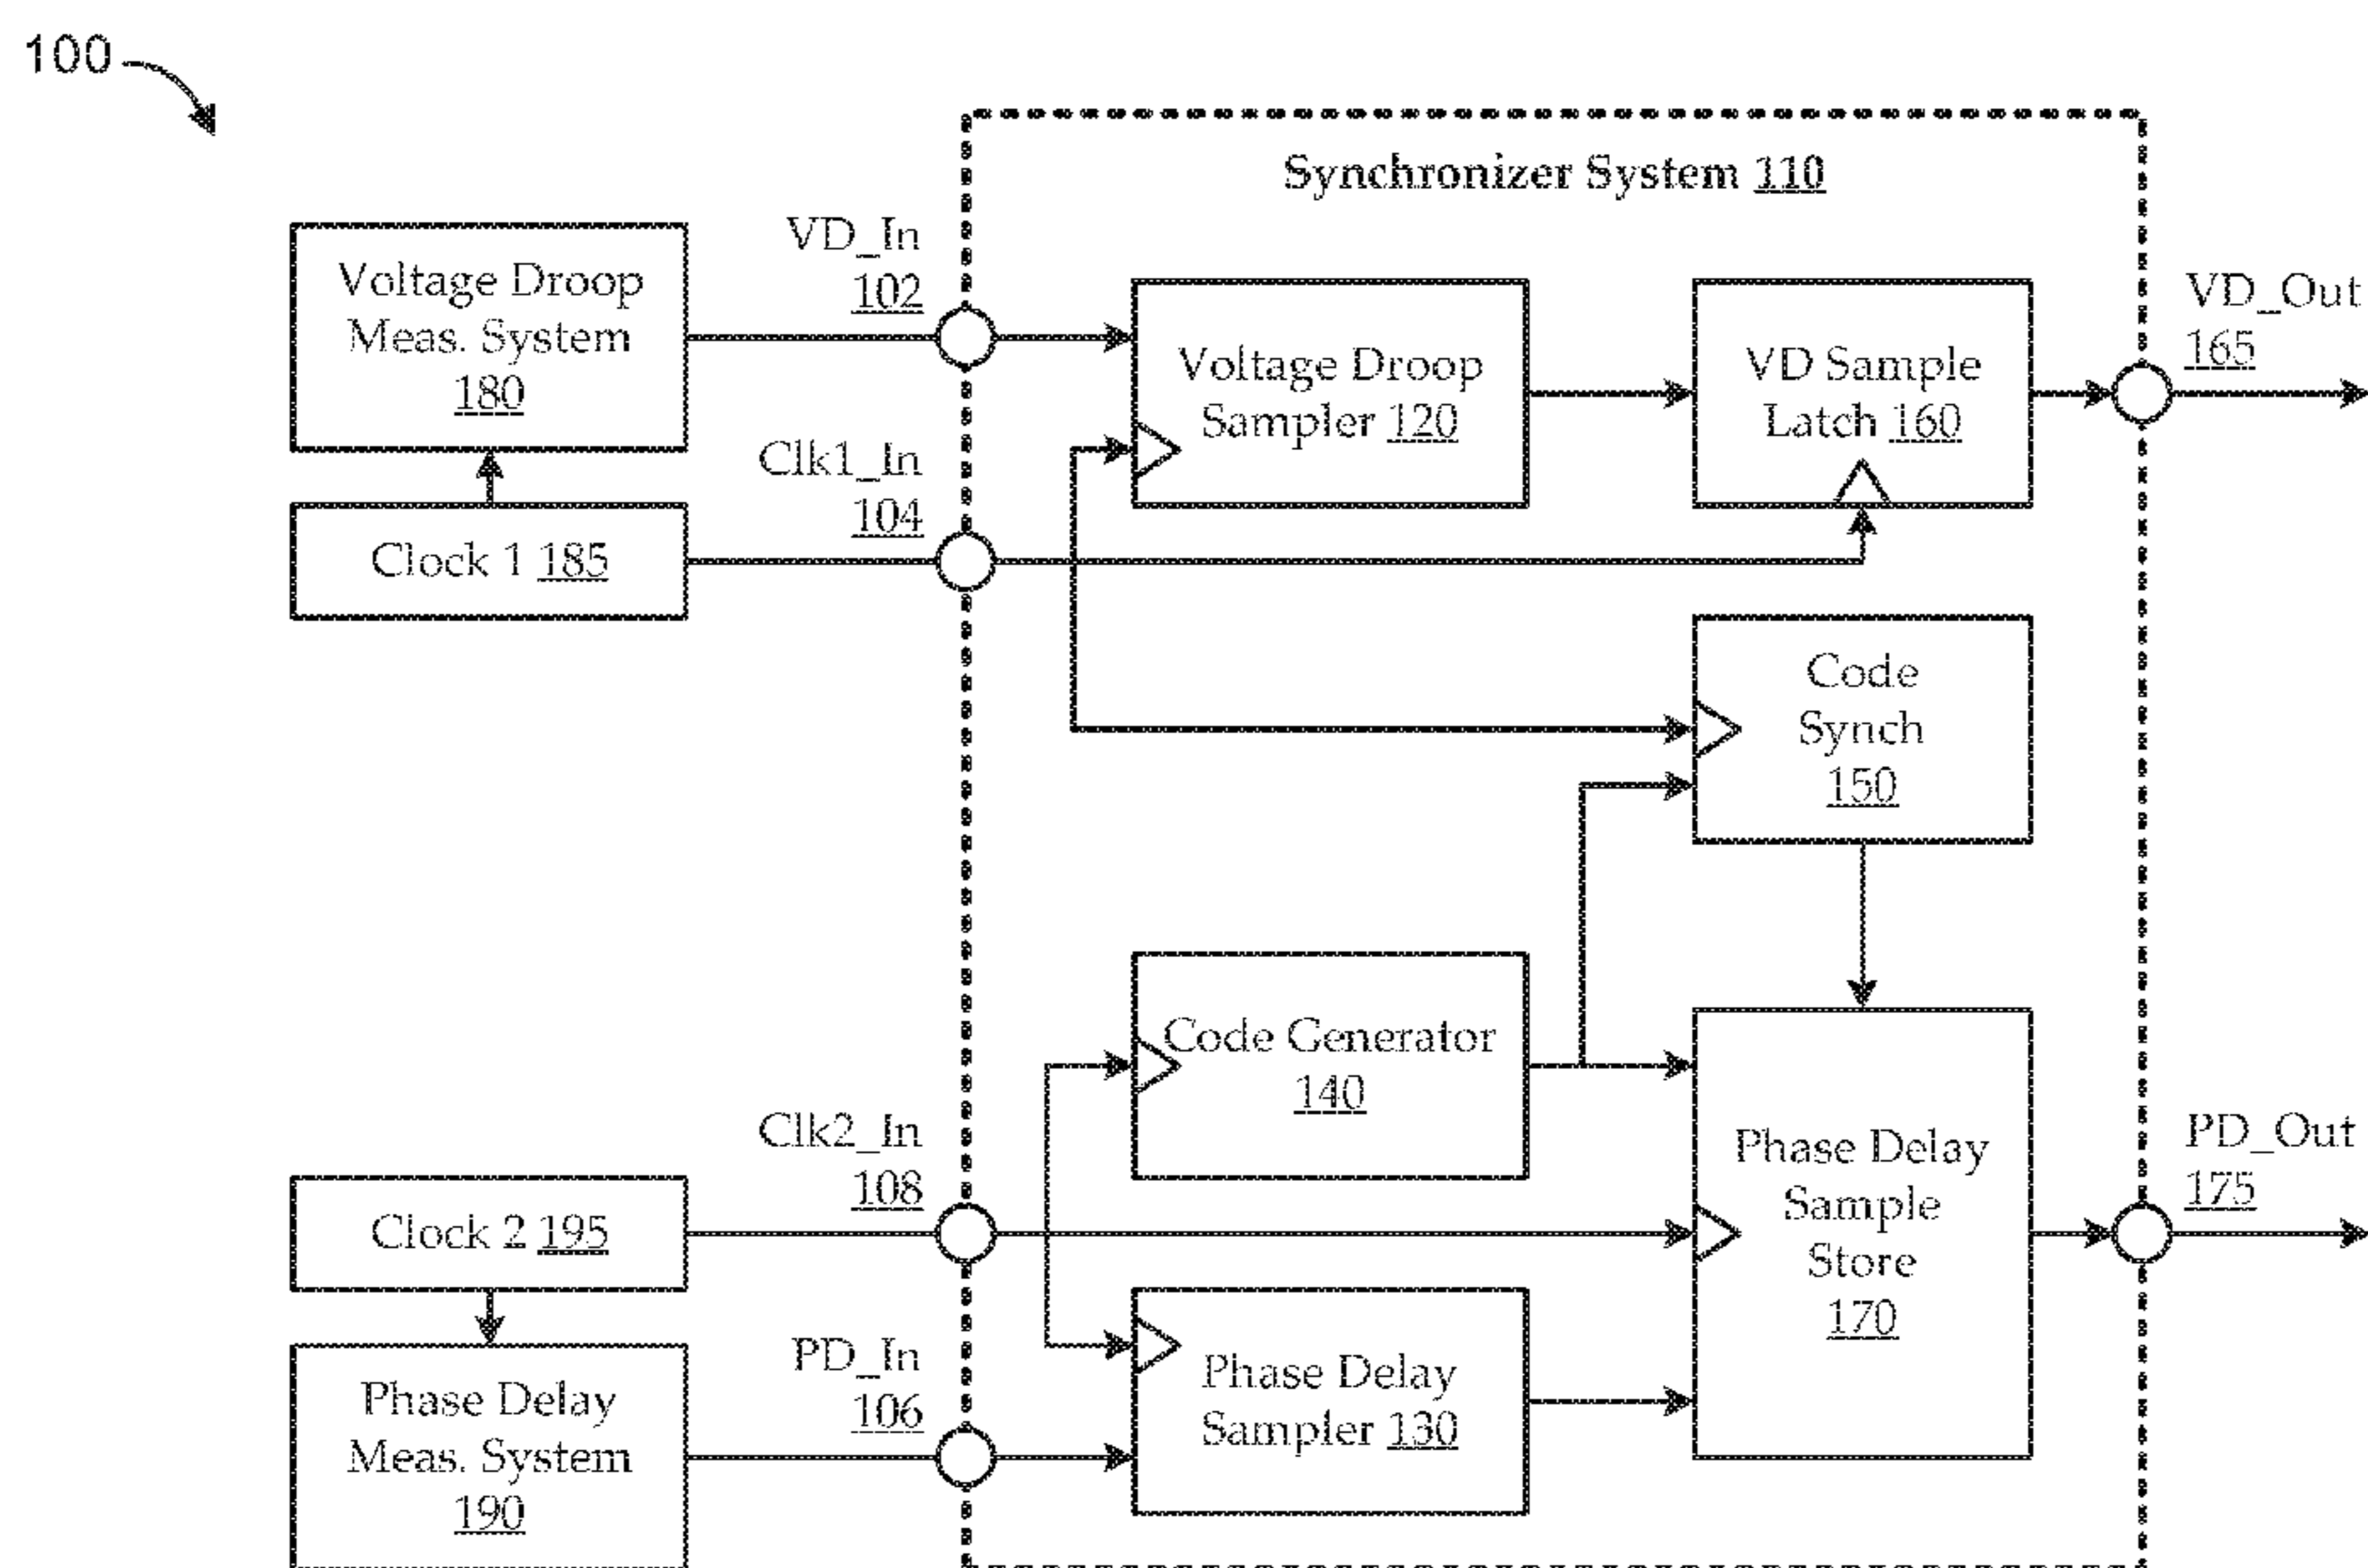 100
Synchronizer System 110
Voltage Droop
Meas. System
180
VD_In
102
Voltage Droop
Sampler 120
VD Sample
Latch 160
VD_Out
165
Clk1_In
104
Clock 1 185
Code
Synch
150
Code Generator
140
Clk2_In
108
Clock 2 195
Phase Delay
Sample
Store
170
PD_Out
175
PD_In
106
Phase Delay
Meas. System
190
Phase Delay
Sampler 130